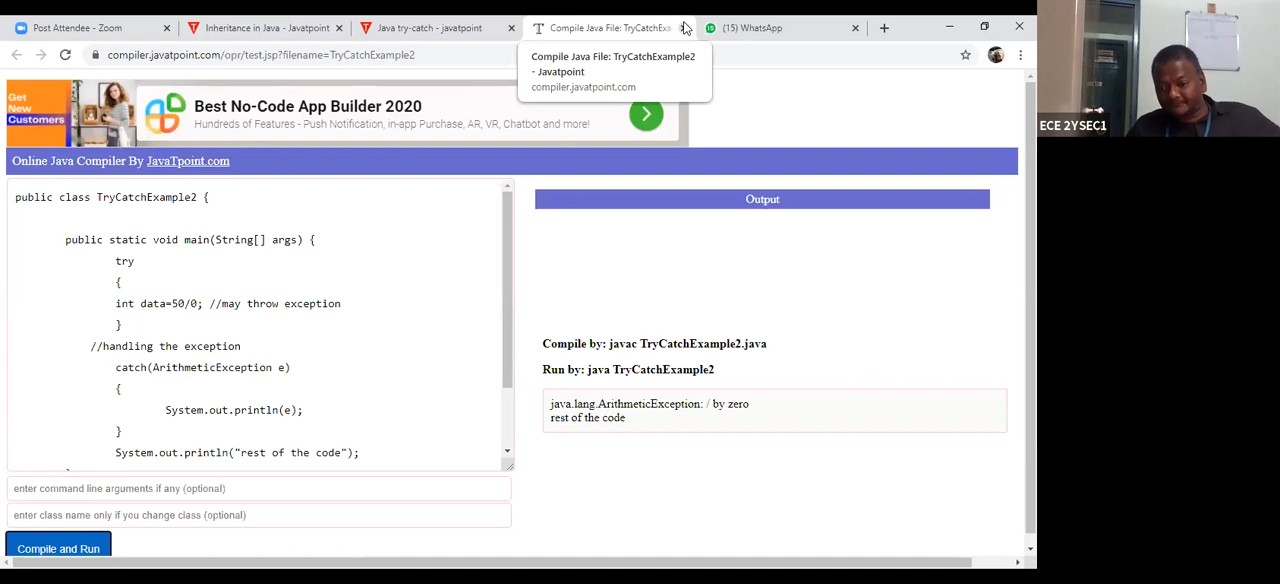 Post Attendee - Zoom
Inheritance in Java - Javatpoint
Java try-catch - javatpoint
Compile Java File: TryCatchExa
(15) WhatsApp
compiler.javatpoint.com/opr/test.jsp?filename=TryCatchExample2
Compile Java File: TryCatchExample2
- Javatpoint
compiler.javatpoint.com
Get
New
Customers
Best No-Code App Builder 2020
Hundreds of Features - Push Notification, in-app Purchase, AR, VR, Chatbot and more!
ECE 2YSEC1
Online Java Compiler By JavaTpoint.com
public class TryCatchExample2 {
public static void main(String[] args) {
try
{
int data=50/0; //may throw exception
}
//handling the exception
catch(ArithmeticException e)
{
System.out.println(e);
}
System.out.println("rest of the code");
enter command line arguments if any (optional)
enter class name only if you change class (optional)
Compile and Run
Output
Compile by: javac TryCatchExample2.java
Run by: java TryCatchExample2
java.lang.ArithmeticException: / by zero
rest of the code